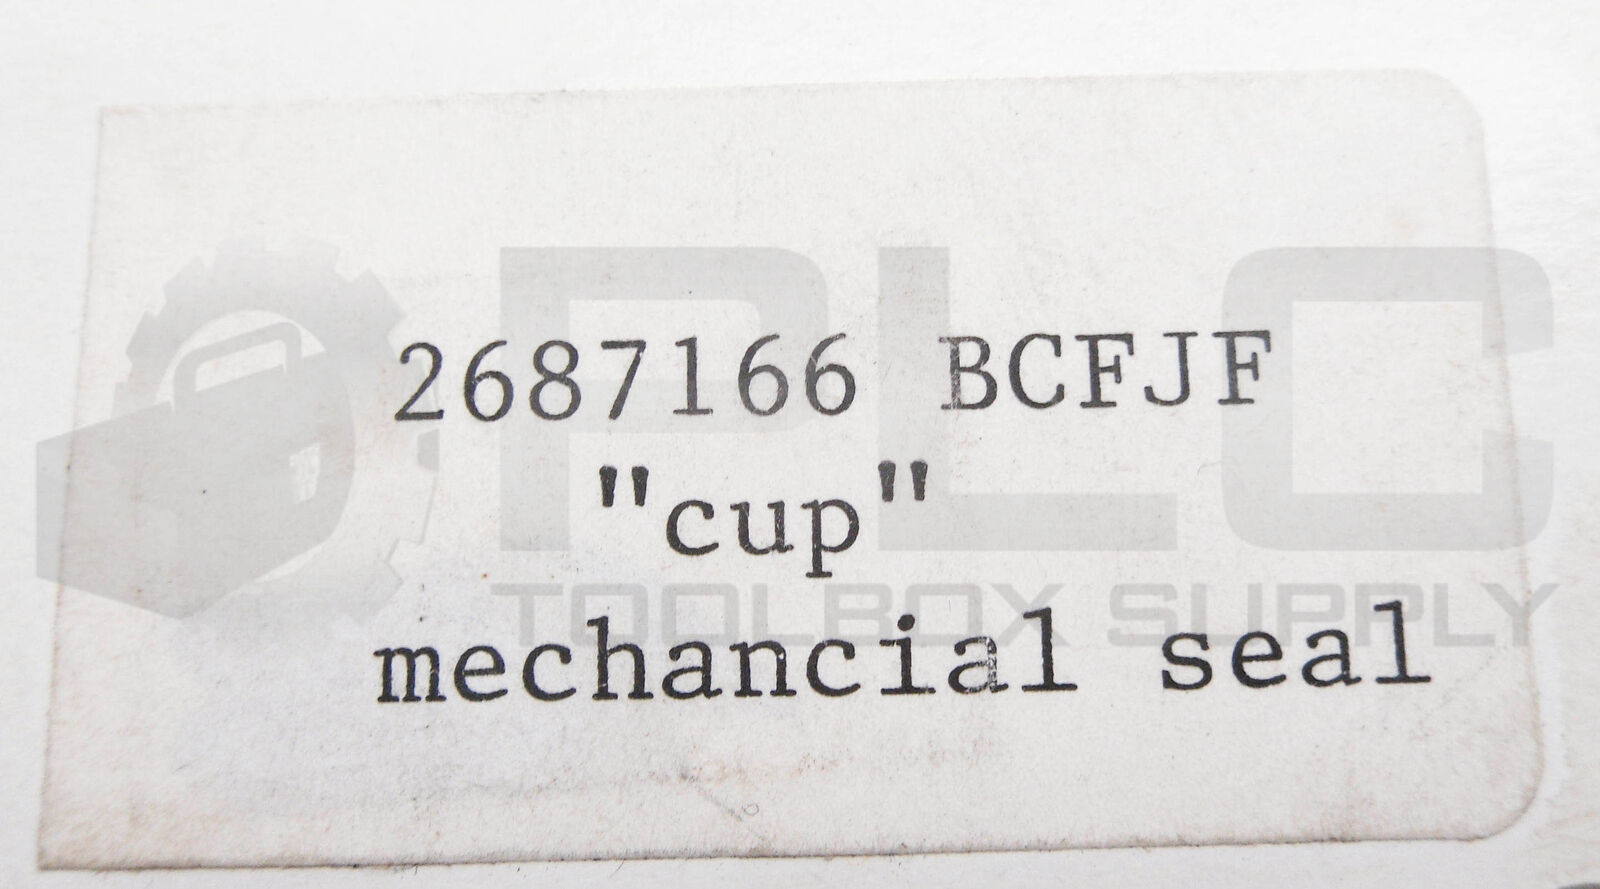 2687166 BCFJF
"cup"
mechancial seal
PLC
TOOLBOX SUPPLY